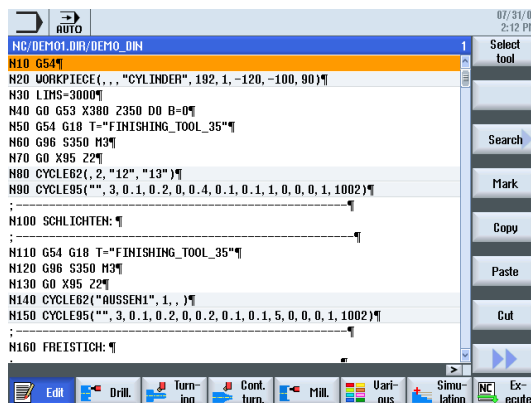 AUTO
07/31/0
2:12 P
NC/DEMO1.DIR/DEMO_DIN 1
Select
tool
N10 G54¶
N20 WORKPIECE(,,,"CYLINDER",192,1,-120,-100,90)¶
N30 LIMS=3000¶
N40 G0 G53 X380 Z350 D0 B=0¶
N50 G54 G18 T="FINISHING_TOOL_35"¶
N60 G96 S350 M3¶
N70 G0 X95 Z2¶
N80 CYCLE62(,2,"12","13")¶
N90 CYCLE95("",3,0.1,0.2,0,0.4,0.1,0.1,1,0,0,0,1,1002)¶
;--------------------------------------------------¶
N100 SCHLICHTEN: ¶
;---------------------------------------------------¶
N110 G54 G18 T="FINISHING_TOOL_35"¶
N120 G96 S350 M3¶
N130 G0 X95 Z2¶
N140 CYCLE62("AUSSEN1",1,,)¶
N150 CYCLE95("",3,0.1,0.2,0,0.2,0.1,0.1,5,0,0,0,1,1002)¶
;--------------------------------------------------¶
N160 FREISTICH: ¶
Search
Mark
Copy
Paste
Cut
Edit
Drill.
Turn-
ing
Cont.
turn.
Mill.
Vari-
ous
Simu-
lation
NC
Ex-
ecute